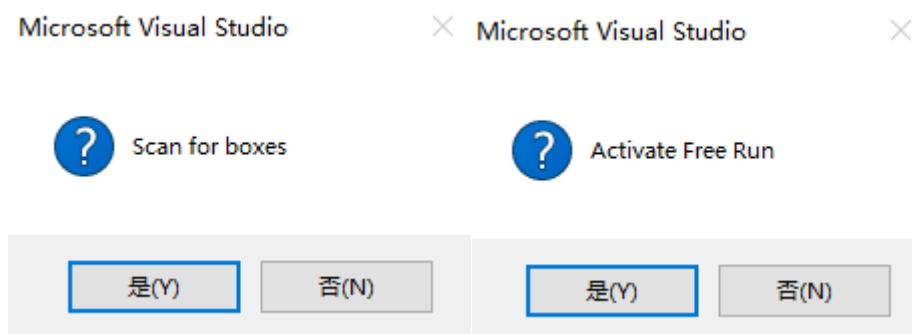 Microsoft Visual Studio
Scan for boxes
是(Y)
否(N)
Microsoft Visual Studio
Activate Free Run
是(Y)
否(N)